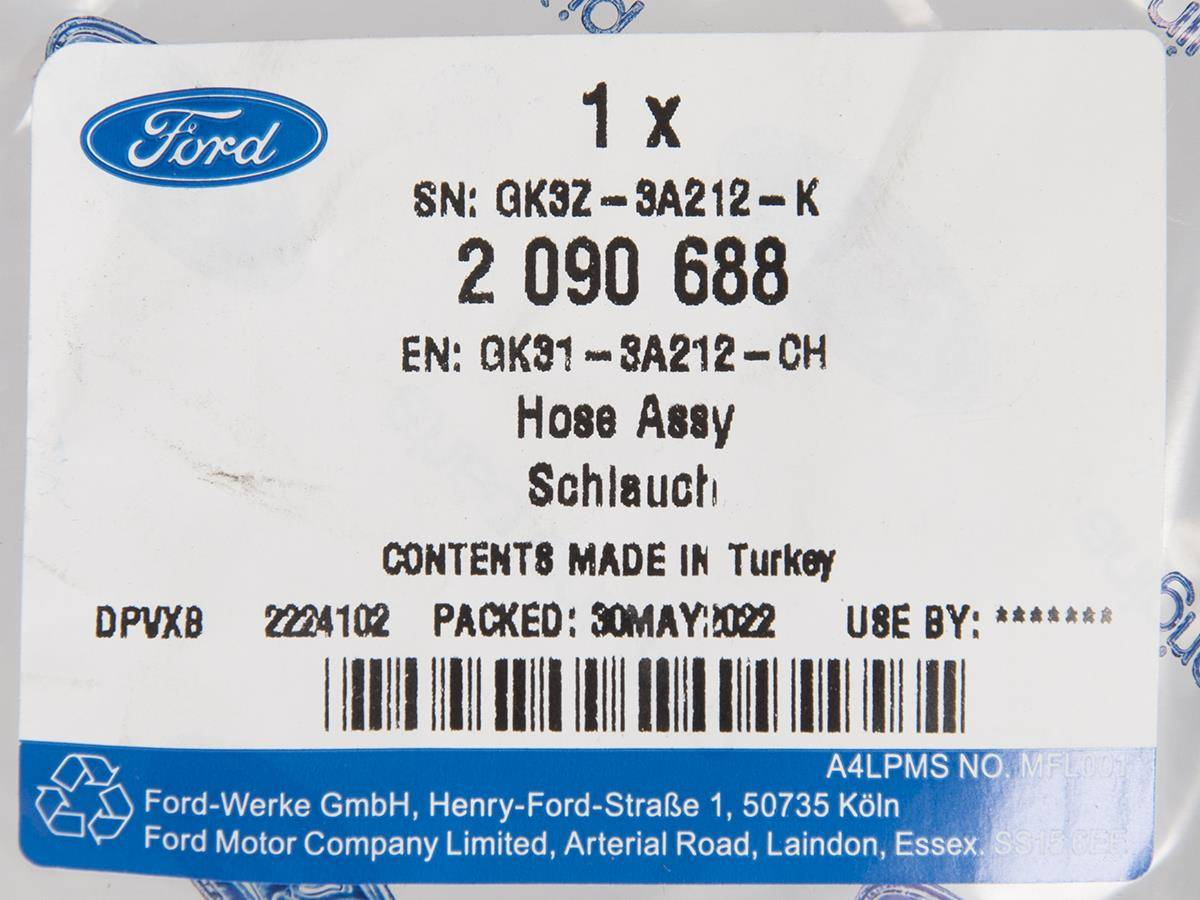 Ford
1 x
SN: GK3Z-3A212-K
2 090 688
EN: GK31-3A212-CH
Hose Assy
Schlauch
CONTENTS MADE IN Turkey
DPVXB 2224102 PACKED: 30MAY2022 USE BY: *******
A4LPMS NO. MFL001
Ford-Werke GmbH, Henry-Ford-Straße 1, 50735 Köln
Ford Motor Company Limited, Arterial Road, Laindon, Essex. SS15 6EE